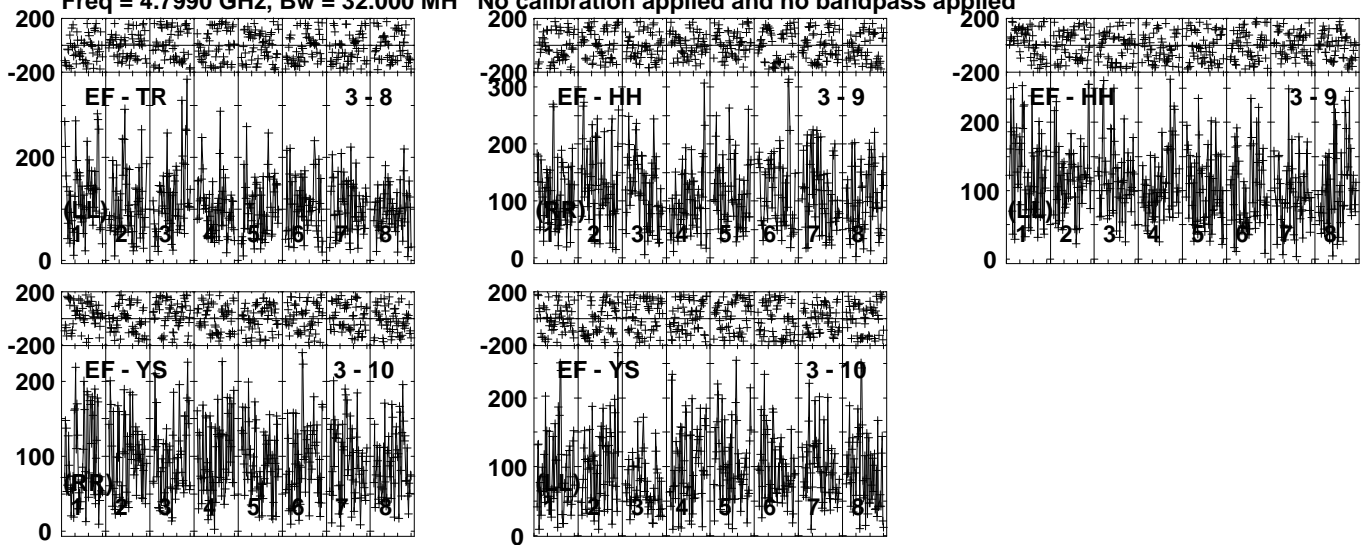 Freq = 4.7990 GHz, Bw = 32.000 MH No calibration applied and no bandpass applied
200
-200
EF - TR 3 - 8
200
(LL)
1 2 3 4 5 6 7 8
0
200
-200
300
EF - HH 3 - 9
200
100
(RR)
1 2 3 4 5 6 7 8
0
200
-200
EF - HH 3 - 9
200
100
(LL)
1 2 3 4 5 6 7 8
0
200
-200
EF - YS 3 - 10
200
100
(RR)
1 2 3 4 5 6 7 8
0
200
-200
EF - YS 3 - 10
200
100
(LL)
1 2 3 4 5 6 7 8
0